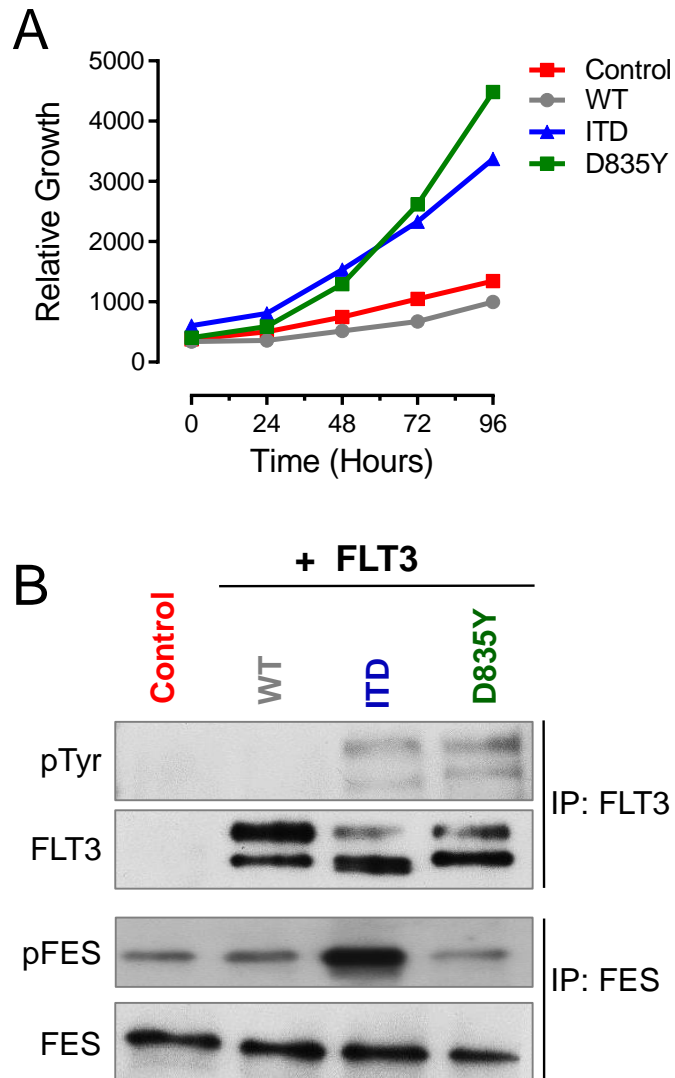 A
5000
4000
3000
2000
1000
0
Relative Growth
0 24 48 72 96
Time (Hours)
Control
WT
ITD
D835Y
B
+ FLT3
Control
WT
ITD
D835Y
pTyr
FLT3
IP: FLT3
pFES
FES
IP: FES